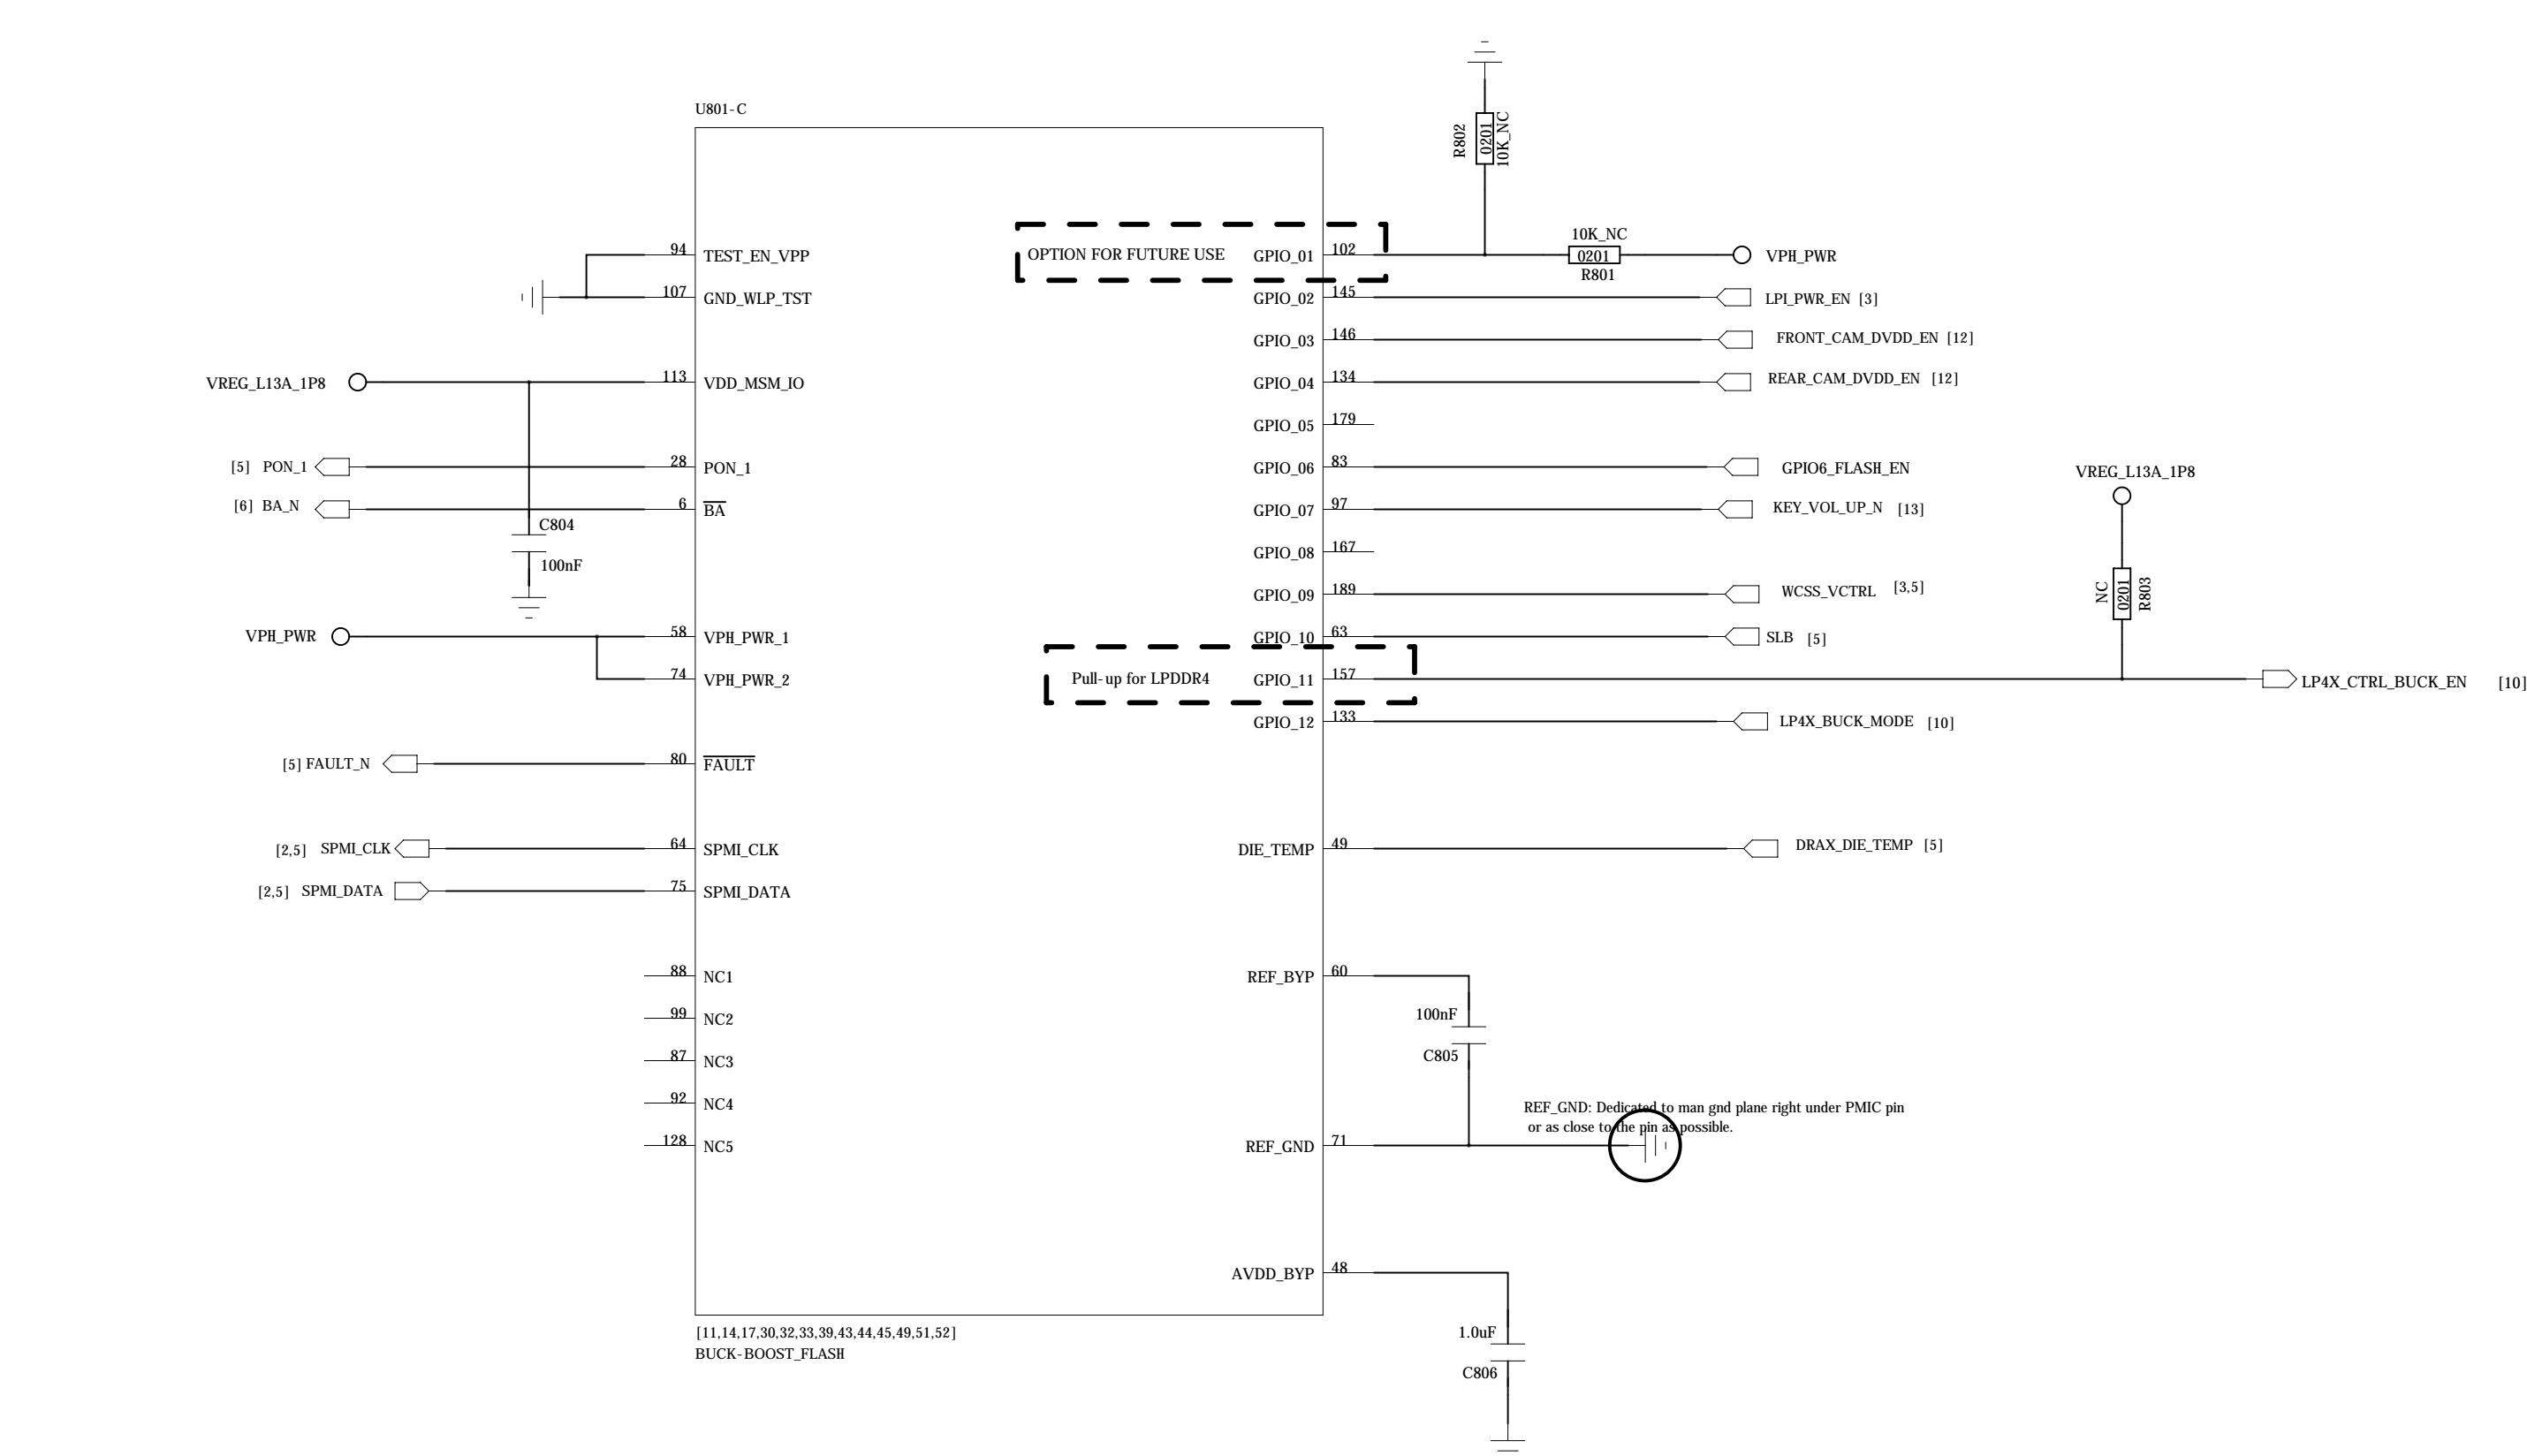 U801-C
R802
0201
10K_NC
94
TEST_EN_VPP
OPTION FOR FUTURE USE
GPIO_01
102
10K_NC
0201
R801
VPH_PWR
107
GND_WLP_TST
GPIO_02
145
LPI_PWR_EN [3]
GPIO_03
146
FRONT_CAM_DVDD_EN [12]
VREG_L13A_1P8
113
VDD_MSM_IO
GPIO_04
134
REAR_CAM_DVDD_EN [12]
GPIO_05
179
[5] PON_1
28
PON_1
GPIO_06
83
GPIO6_FLASH_EN
VREG_L13A_1P8
[6] BA_N
6
BA
GPIO_07
97
KEY_VOL_UP_N [13]
C804
100nF
GPIO_08
167
GPIO_09
189
WCSS_VCTRL [3,5]
NC
0201
R803
VPH_PWR
58
VPH_PWR_1
GPIO_10
63
SLB [5]
74
VPH_PWR_2
Pull-up for LPDDR4
GPIO_11
157
LP4X_CTRL_BUCK_EN [10]
GPIO_12
133
LP4X_BUCK_MODE [10]
[5] FAULT_N
80
FAULT
[2,5] SPMI_CLK
64
SPMI_CLK
DIE_TEMP
49
DRAX_DIE_TEMP [5]
[2,5] SPMI_DATA
75
SPMI_DATA
88
NC1
REF_BYP
60
99
NC2
100nF
C805
87
NC3
92
NC4
REF_GND: Dedicated to man gnd plane right under PMIC pin
or as close to the pin as possible.
128
NC5
REF_GND
71
AVDD_BYP
48
1.0uF
C806
[11,14,17,30,32,33,39,43,44,45,49,51,52]
BUCK-BOOST_FLASH